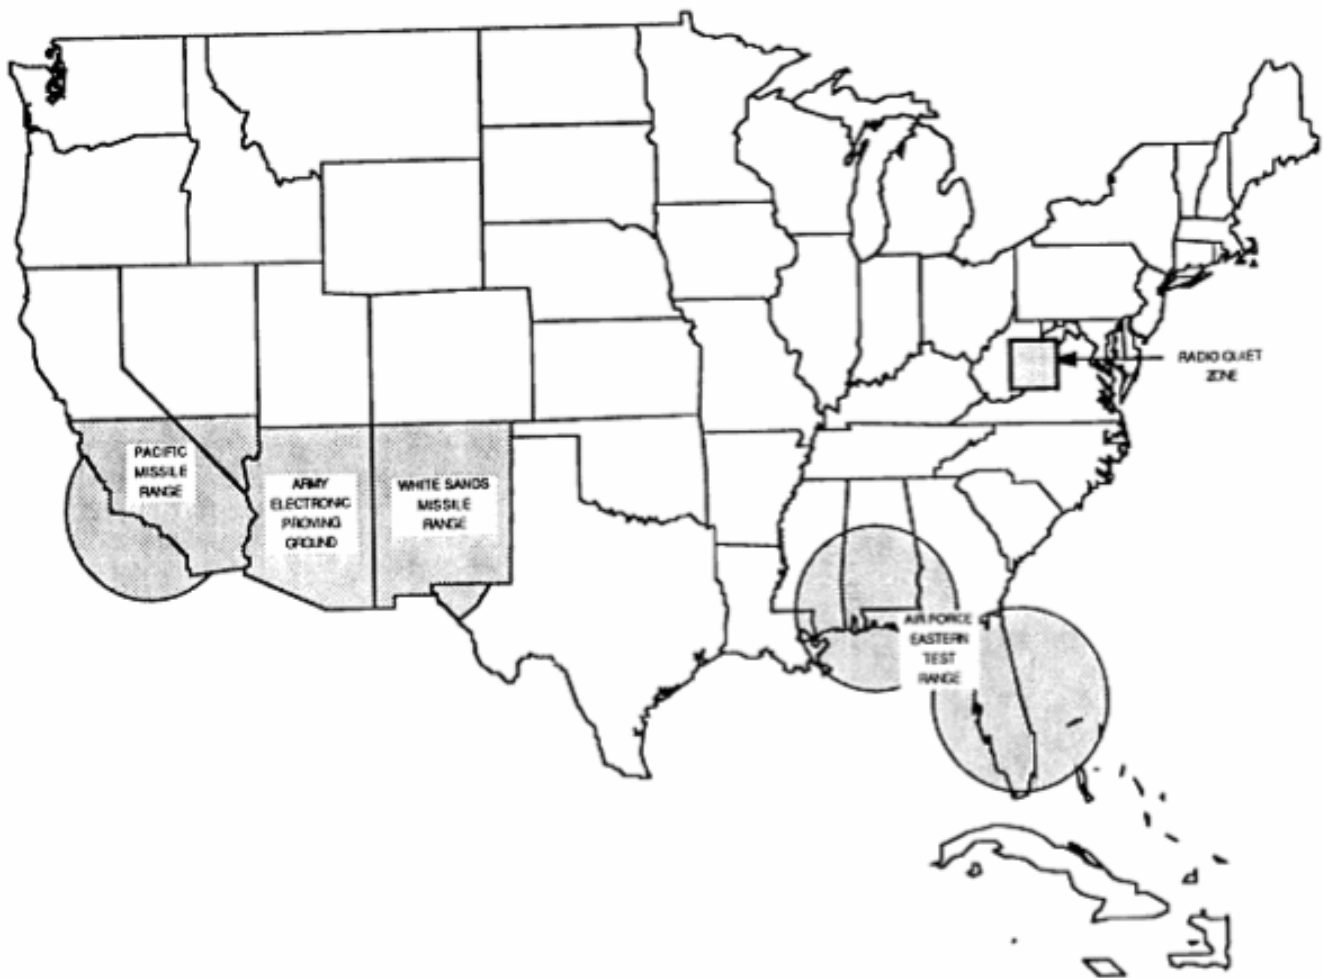 RADIO QUIET
ZONE
PACIFIC
MISSILE
RANGE
ARMY
ELECTRONIC
PROVING
GROUND
WHITE SANDS
MISSILE
RANGE
AIR FORCE
EASTERN
TEST
RANGE